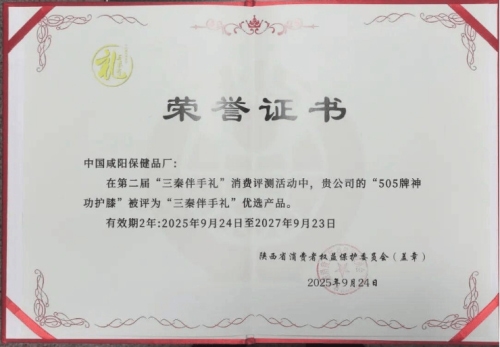 礼
荣誉证书
中国咸阳保健品厂：
在第二届“三秦伴手礼”消费评测活动中，贵公司的“505牌神
功护膝”被评为“三秦伴手礼”优选产品。
有效期2年:2025年9月24日至2027年9月23日
陕西省消费者权益保护委员会（盖章）
2025年9月24日